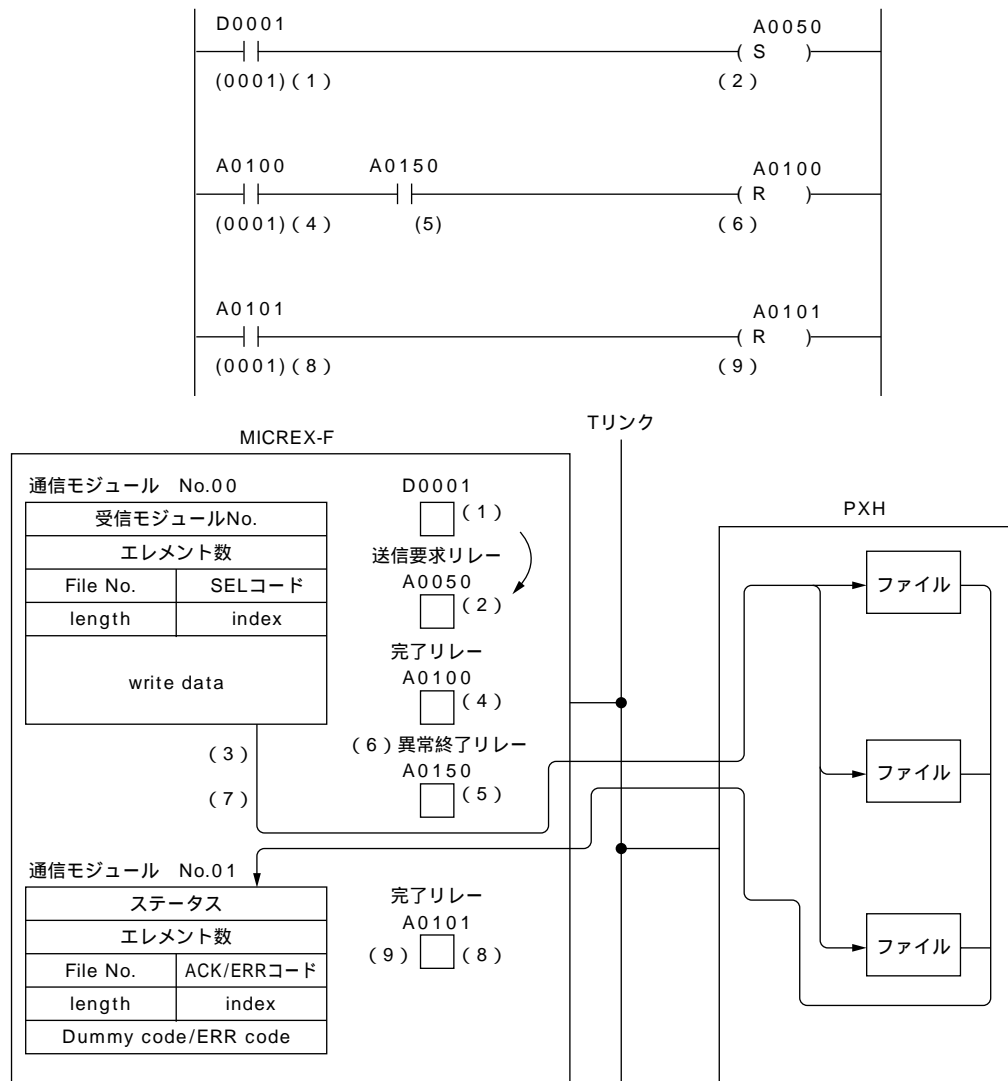 D0001 A0050
( S )
(0001) (1) (2)
A0100 A0150 A0100
( R )
(0001) (4) (5) (6)
A0101 A0101
( R )
(0001) (8) (9)
Tリンク
MICREX-F
通信モジュール No.00
受信モジュールNo.
エレメント数
File No. SELコード
length index
write data
D0001
(1)
送信要求リレー
A0050
(2)
完了リレー
A0100
(4)
(6)異常終了リレー
A0150
(5)
(3)
(7)
通信モジュール No.01
ステータス
エレメント数
File No. ACK/ERRコード
length index
Dummy code/ERR code
完了リレー
A0101
(9) (8)
PXH
ファイル
ファイル
ファイル